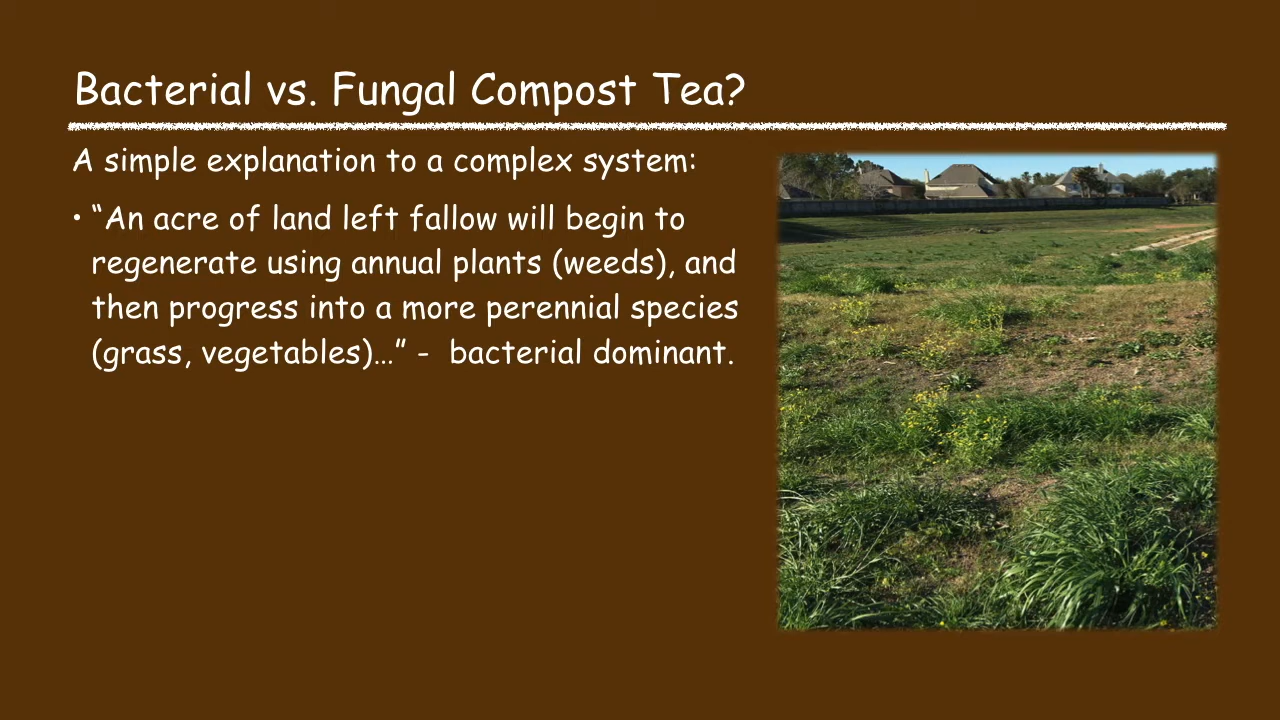 Bacterial vs. Fungal Compost Tea?
A simple explanation to a complex system:
• “An acre of land left fallow will begin to
regenerate using annual plants (weeds), and
then progress into a more perennial species
(grass, vegetables)…” -  bacterial dominant.